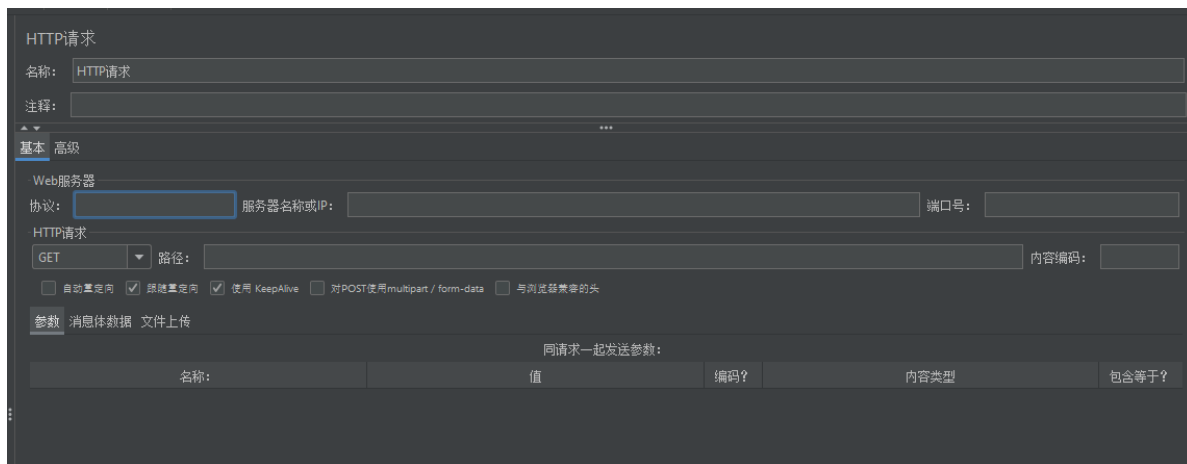 HTTP请求
名称： HTTP请求
注释：
基本 高级
Web服务器
协议： 服务器名称或IP： 端口号：
HTTP请求
GET 路径： 内容编码：
自动重定向 跟随重定向 使用 KeepAlive 对POST使用multipart / form-data 与浏览器兼容的头
参数 消息体数据 文件上传
同请求一起发送参数：
名称： 值 编码？ 内容类型 包含等于？